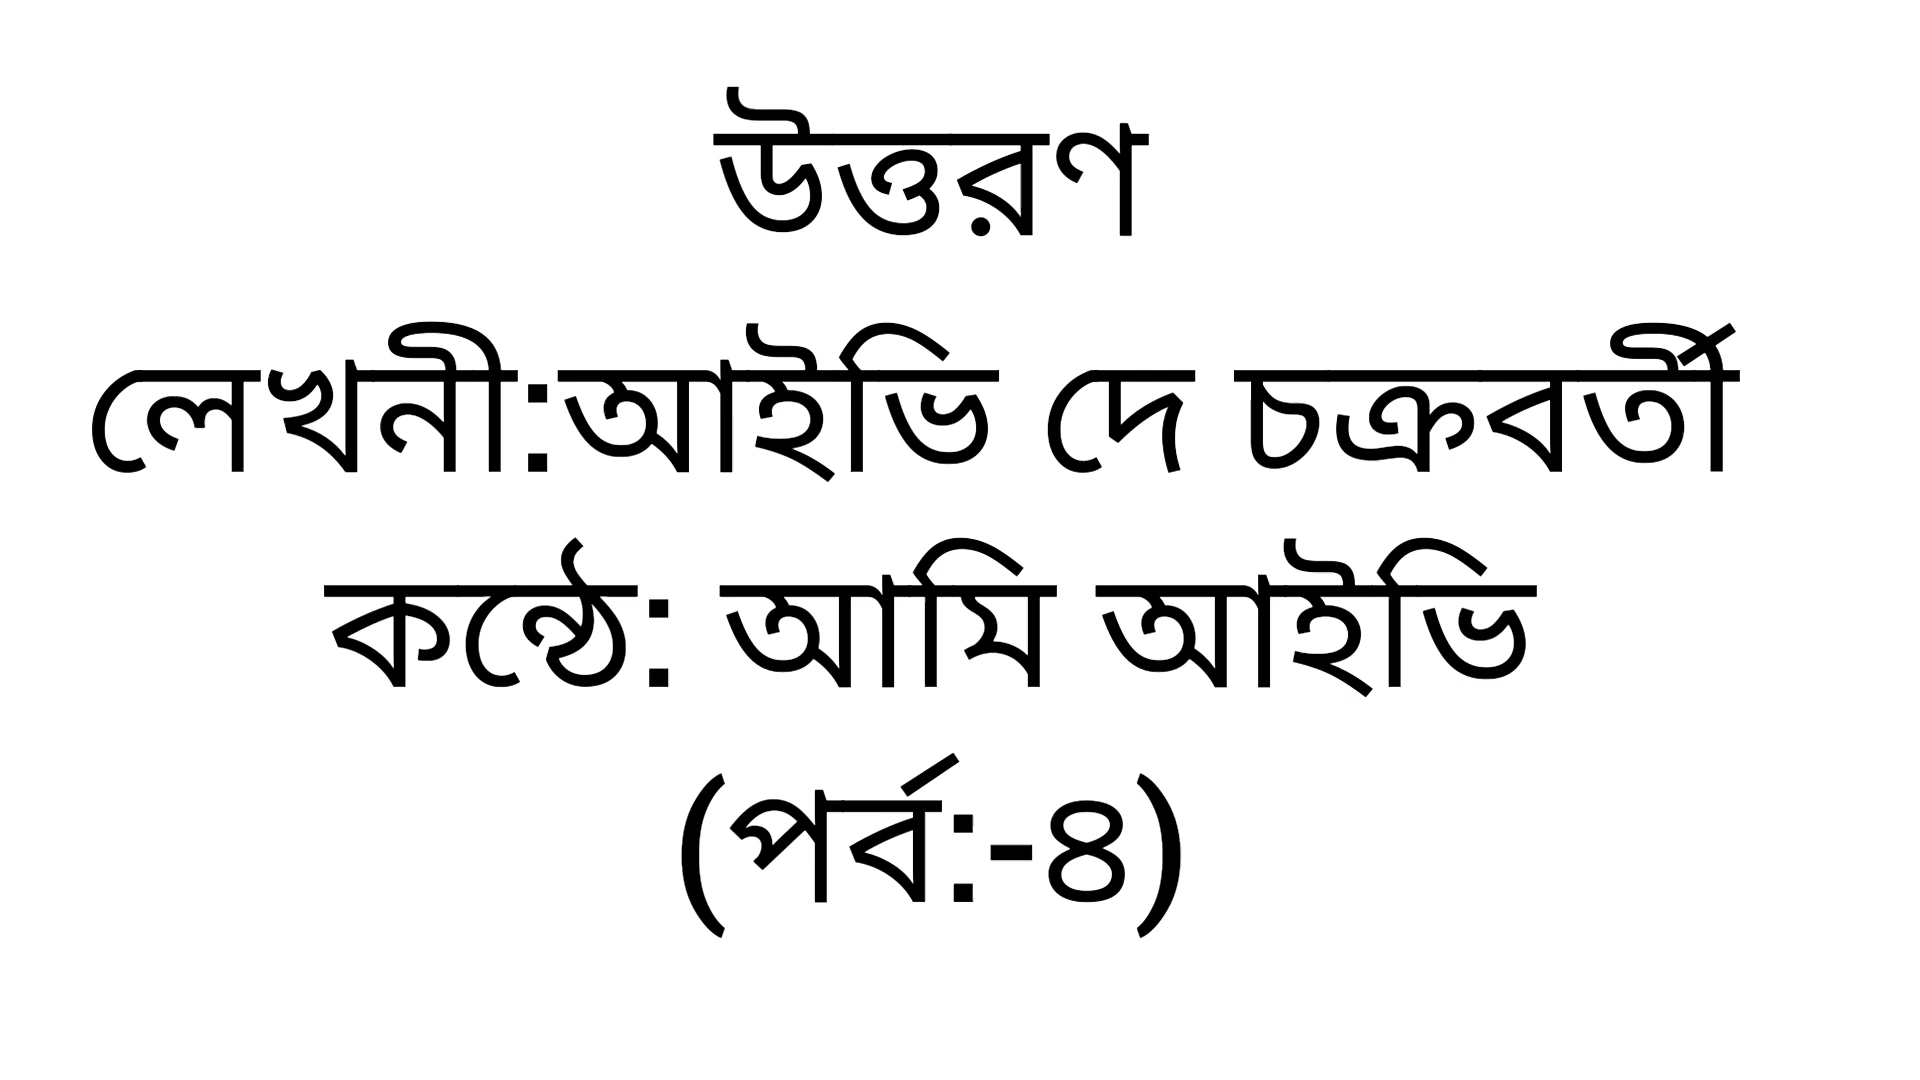 উত্তরণ
লেখনী:আইভি দে চক্রবর্তী
কন্ঠে: আমি আইভি
(পর্ব:-৪)